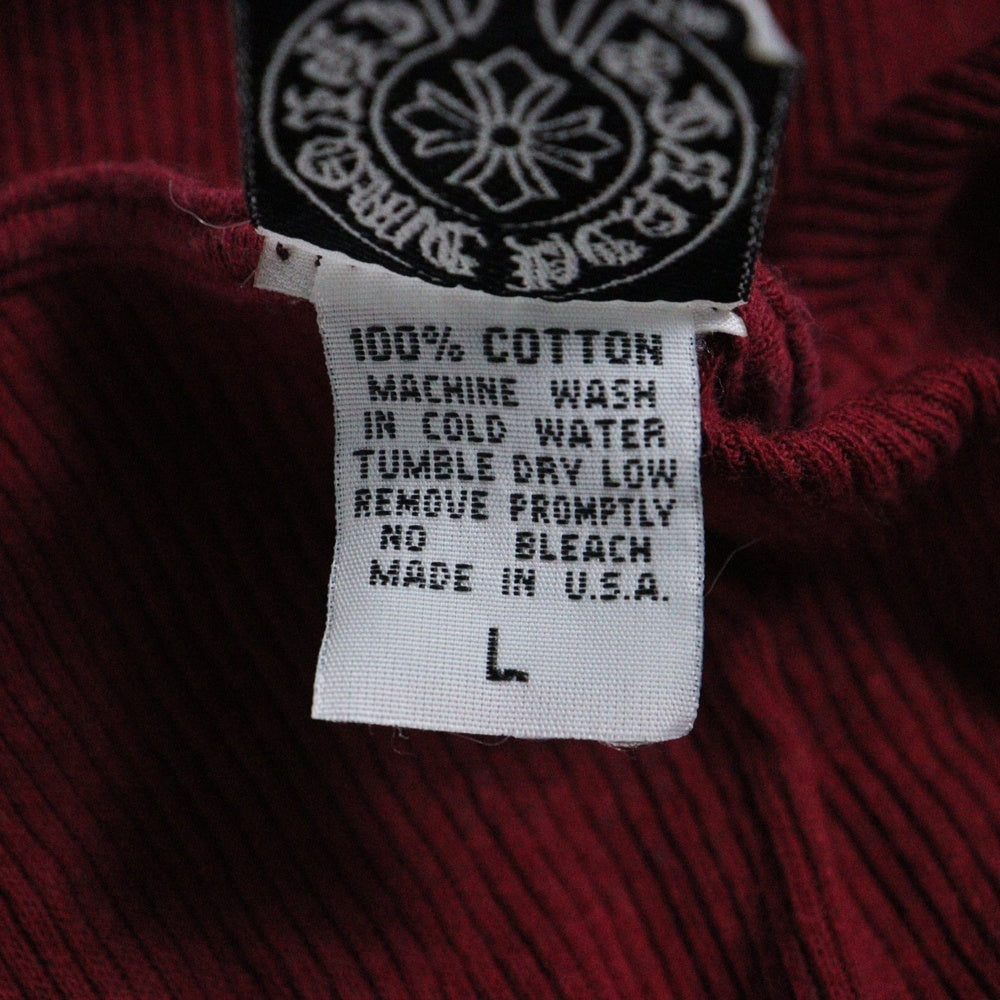 100% COTTON
MACHINE WASH
IN COLD WATER
TUMBLE DRY LOW
REMOVE PROMPTLY
NO BLEACH
MADE IN U.S.A.
L